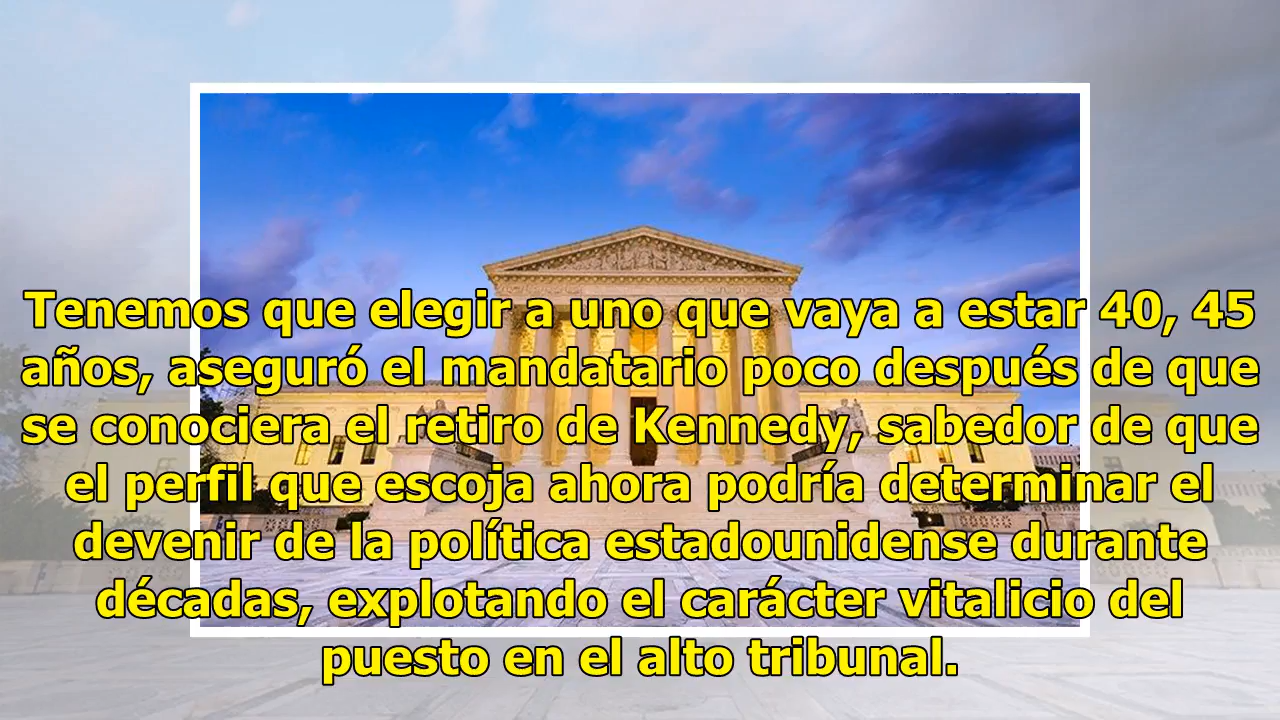 Tenemos que elegir a uno que vaya a estar 40, 45
años, aseguró el mandatario poco después de que
se conociera el retiro de Kennedy, sabedor de que
el perfil que escoja ahora podría determinar el
devenir de la política estadounidense durante
décadas, explotando el carácter vitalicio del
puesto en el alto tribunal.